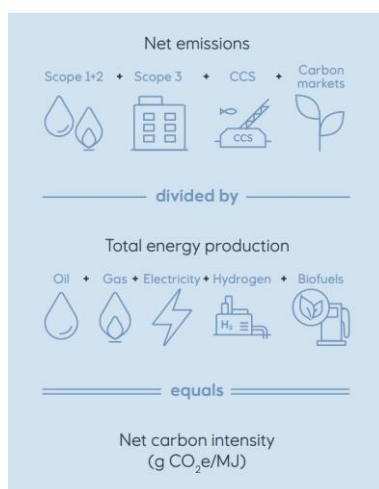 Net emissions
Scope 1+2 + Scope 3 + CCS + Carbon markets
CCS
divided by
Total energy production
Oil + Gas + Electricity + Hydrogen + Biofuels
H₂
equals
Net carbon intensity
(g CO₂e/MJ)